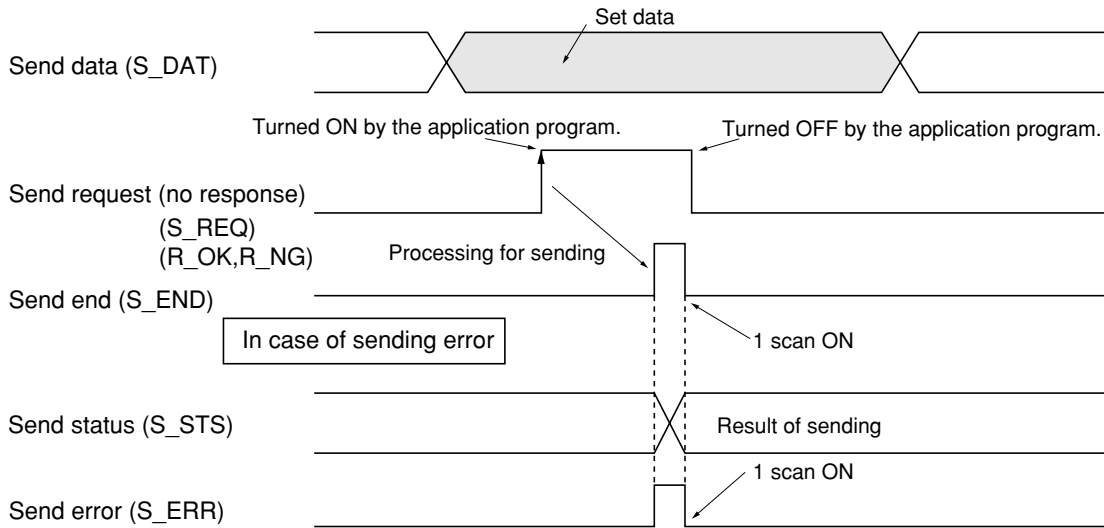 Set data
Send data (S_DAT)
Turned ON by the application program.
Turned OFF by the application program.
Send request (no response)
(S_REQ)
(R_OK,R_NG)
Processing for sending
Send end (S_END)
In case of sending error
1 scan ON
Send status (S_STS)
Result of sending
1 scan ON
Send error (S_ERR)